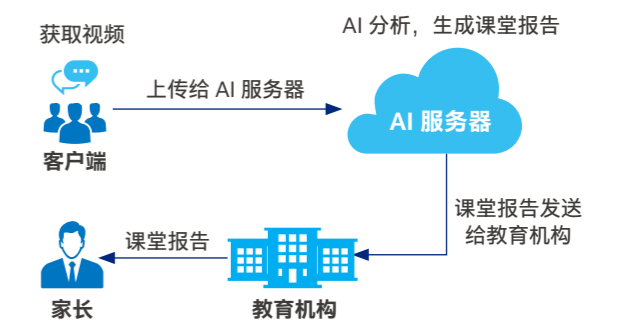 获取视频
AI 分析，生成课堂报告
上传给 AI 服务器
AI 服务器
客户端
课堂报告发送
给教育机构
课堂报告
家长
教育机构